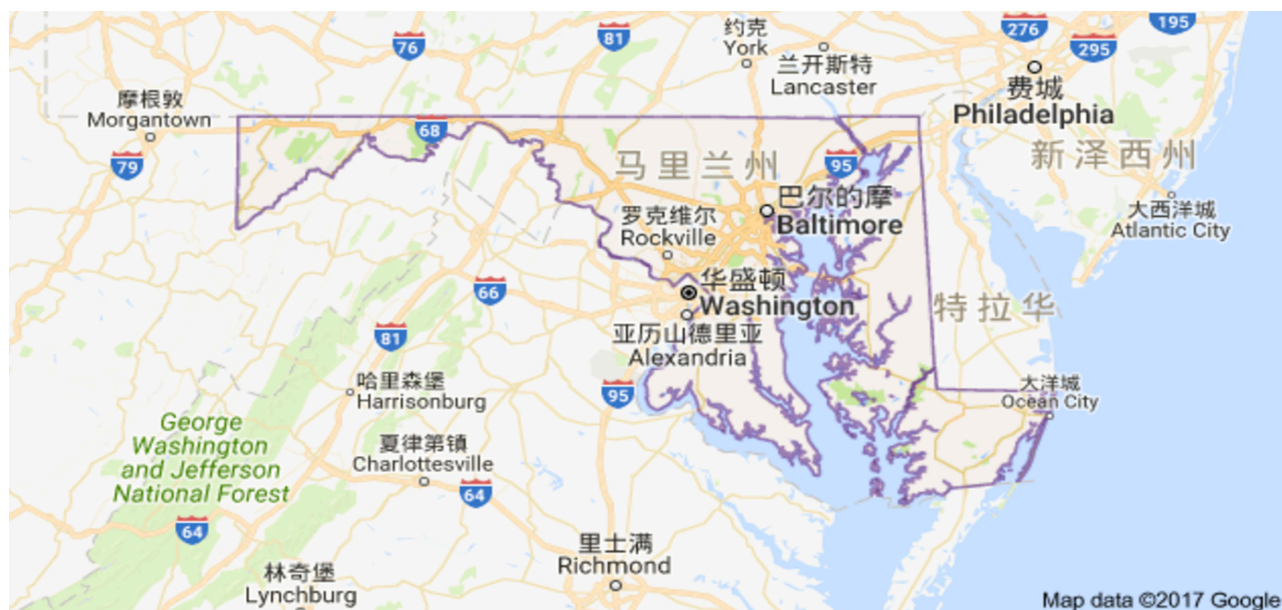 195
276
76
81
约克
York
295
兰开斯特
Lancaster
费城
Philadelphia
摩根敦
Morgantown
68
79
马里兰州
95
新泽西州
巴尔的摩
Baltimore
大西洋城
Atlantic City
罗克维尔
Rockville
66
华盛顿
Washington
特拉华
81
亚历山德里亚
Alexandria
哈里森堡
Harrisonburg
95
大洋城
Ocean City
George
Washington
and Jefferson
National Forest
夏律第镇
Charlottesville
64
64
里士满
Richmond
林奇堡
Lynchburg
Map data ©2017 Google